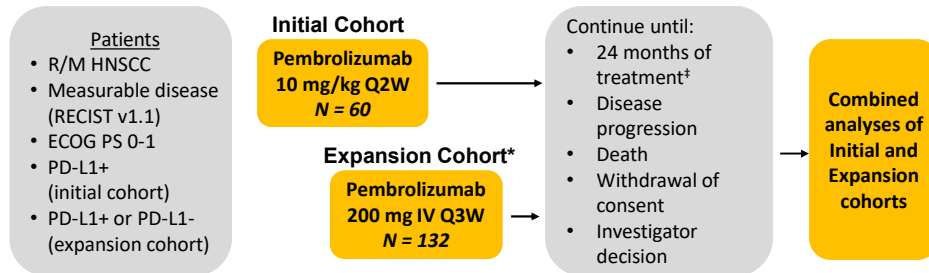 Patients
• R/M HNSCC
• Measurable disease
(RECIST v1.1)
• ECOG PS 0-1
• PD-L1+
(initial cohort)
• PD-L1+ or PD-L1-
(expansion cohort)
Initial Cohort
Pembrolizumab
10 mg/kg Q2W
N = 60
Expansion Cohort*
Pembrolizumab
200 mg IV Q3W
N = 132
Continue until:
• 24 months of
treatment‡
• Disease
progression
• Death
• Withdrawal of
consent
• Investigator
decision
Combined
analyses of
Initial and
Expansion
cohorts